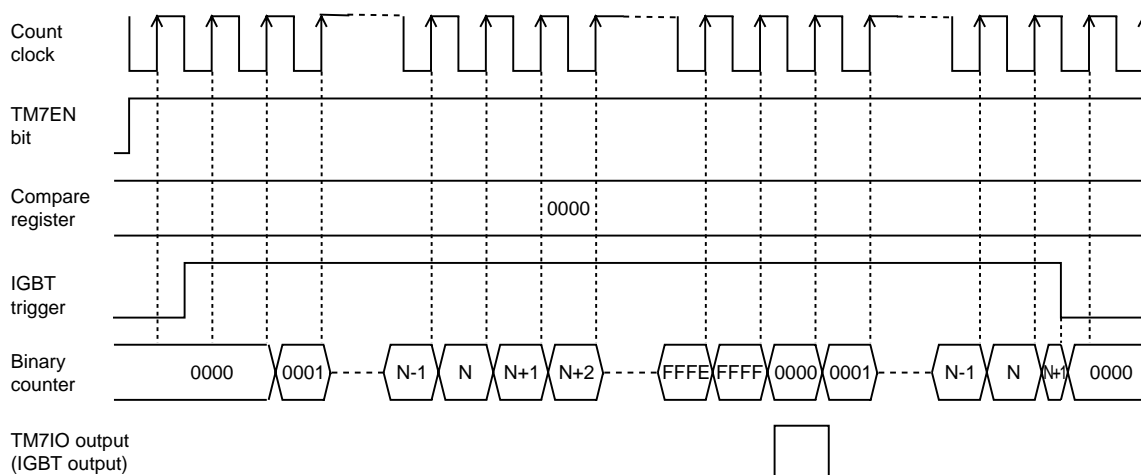 Count
clock
TM7EN
bit
Compare
register
0000
IGBT
trigger
Binary
counter
0000 0001 N-1 N N+1 N+2 FFFE FFFF 0000 0001 N-1 N N+1 0000
TM7IO output
(IGBT output)